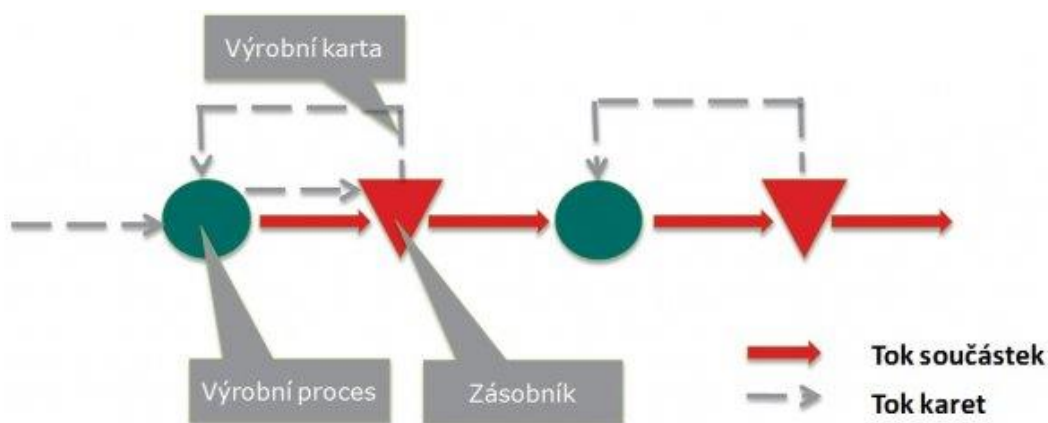 Výrobní karta
Výrobní proces
Zásobník
Tok součástek
Tok karet